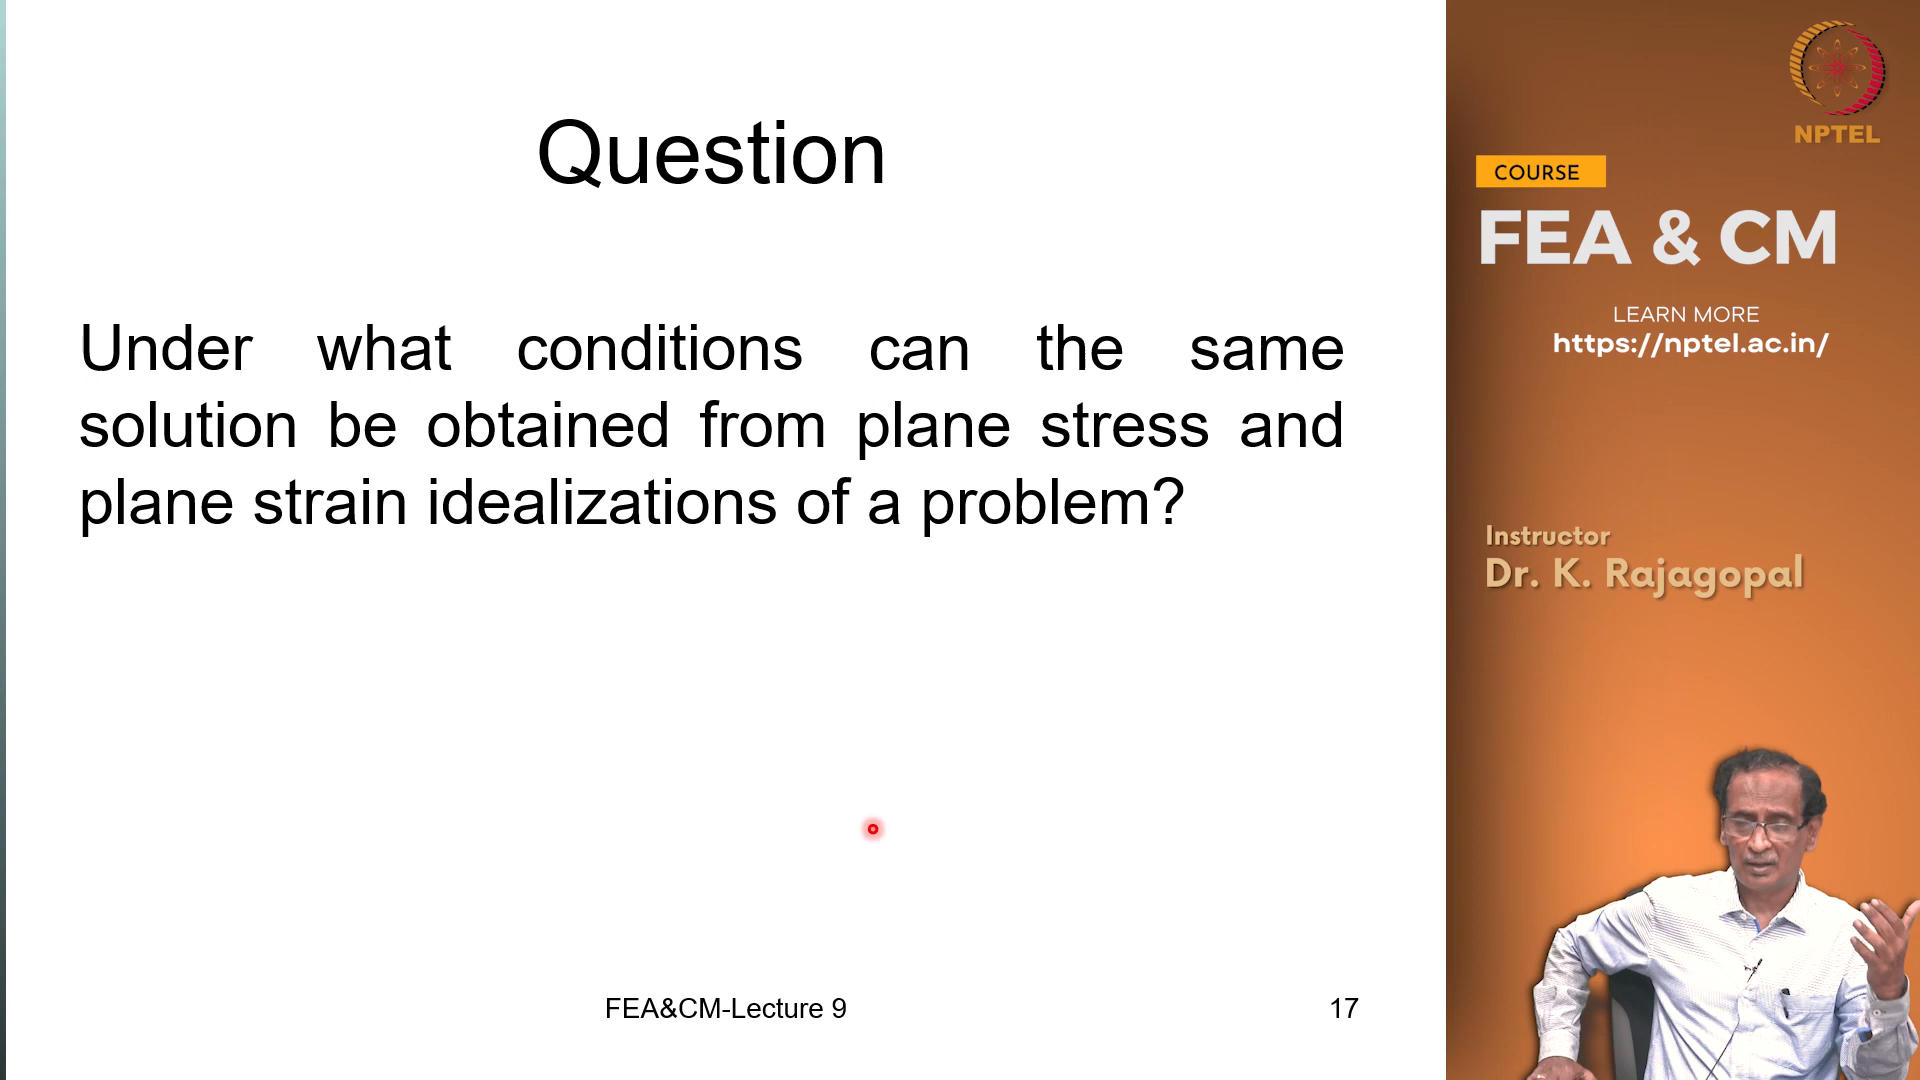 Question
Under what conditions can the same
solution be obtained from plane stress and
plane strain idealizations of a problem?
FEA&CM-Lecture 9
17
NPTEL
COURSE
FEA & CM
LEARN MORE
https://nptel.ac.in/
Instructor
Dr. K. Rajagopal